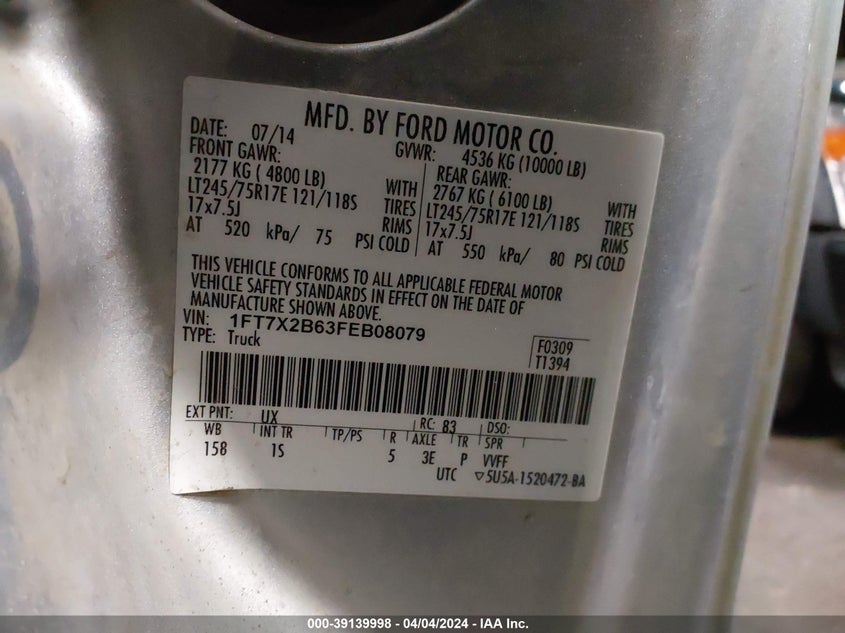 MFD. BY FORD MOTOR CO.
DATE: 07/14 GVWR: 4536 KG (10000 LB)
FRONT GAWR: REAR GAWR:
2177 KG ( 4800 LB) WITH 2767 KG ( 6100 LB) WITH
LT245/75R17E 121/118S TIRES LT245/75R17E 121/118S TIRES
17x7.5J RIMS 17x7.5J RIMS
AT 520 kPa/ 75 PSI COLD AT 550 kPa/ 80 PSI COLD
THIS VEHICLE CONFORMS TO ALL APPLICABLE FEDERAL MOTOR
VEHICLE SAFETY STANDARDS IN EFFECT ON THE DATE OF
MANUFACTURE SHOWN ABOVE.
VIN: 1FT7X2B63FEB08079
TYPE: Truck F0309
T1394
EXT PNT: UX RC: 83 DSO:
WB INT TR TP/PS R AXLE TR SPR
158 1S 5 3E P VVFF
UTC ▽5U5A-1520472-BA
000-39139998 - 04/04/2024 - IAA Inc.